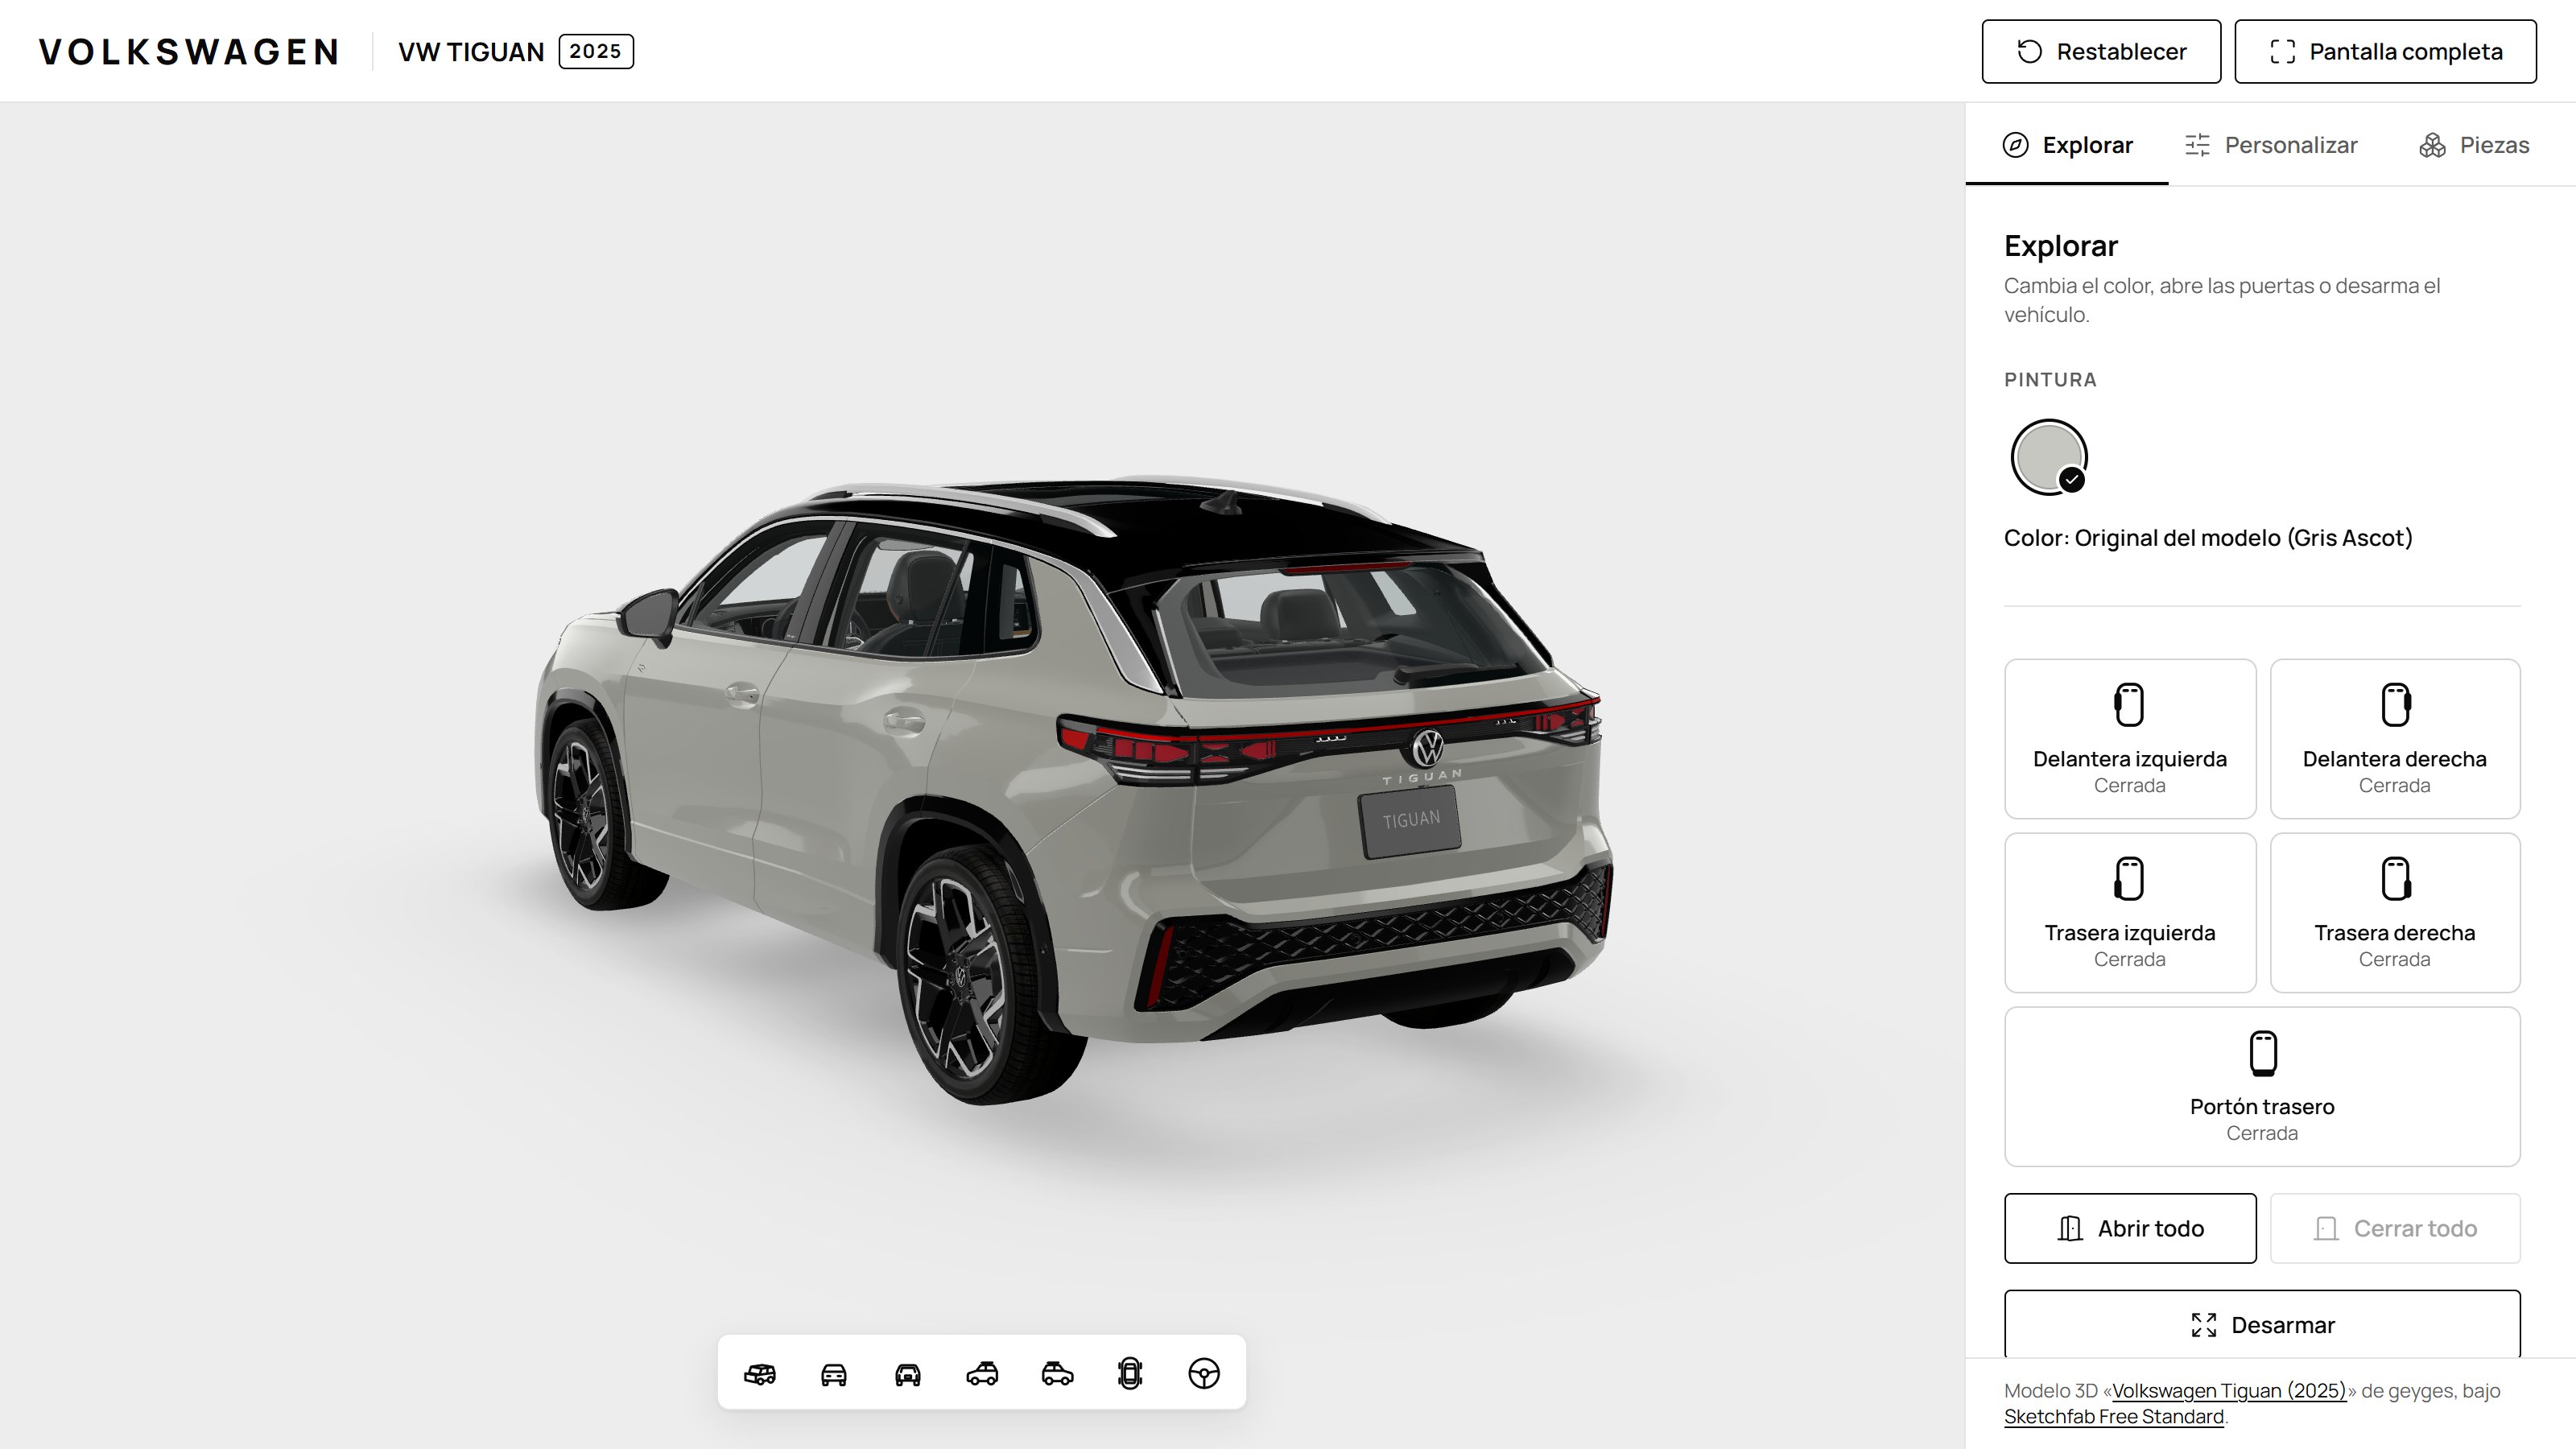 VOLKSWAGEN
VW TIGUAN
2025
Restablecer
Pantalla completa
Explorar
Personalizar
Piezas
Explorar
Cambia el color, abre las puertas o desarma el
vehículo.
PINTURA
Color: Original del modelo (Gris Ascot)
Delantera izquierda
Cerrada
Delantera derecha
Cerrada
Trasera izquierda
Cerrada
Trasera derecha
Cerrada
Portón trasero
Cerrada
Abrir todo
Cerrar todo
Desarmar
Modelo 3D «Volkswagen Tiguan (2025)» de geyges, bajo
Sketchfab Free Standard.
TIGUAN
TIGUAN